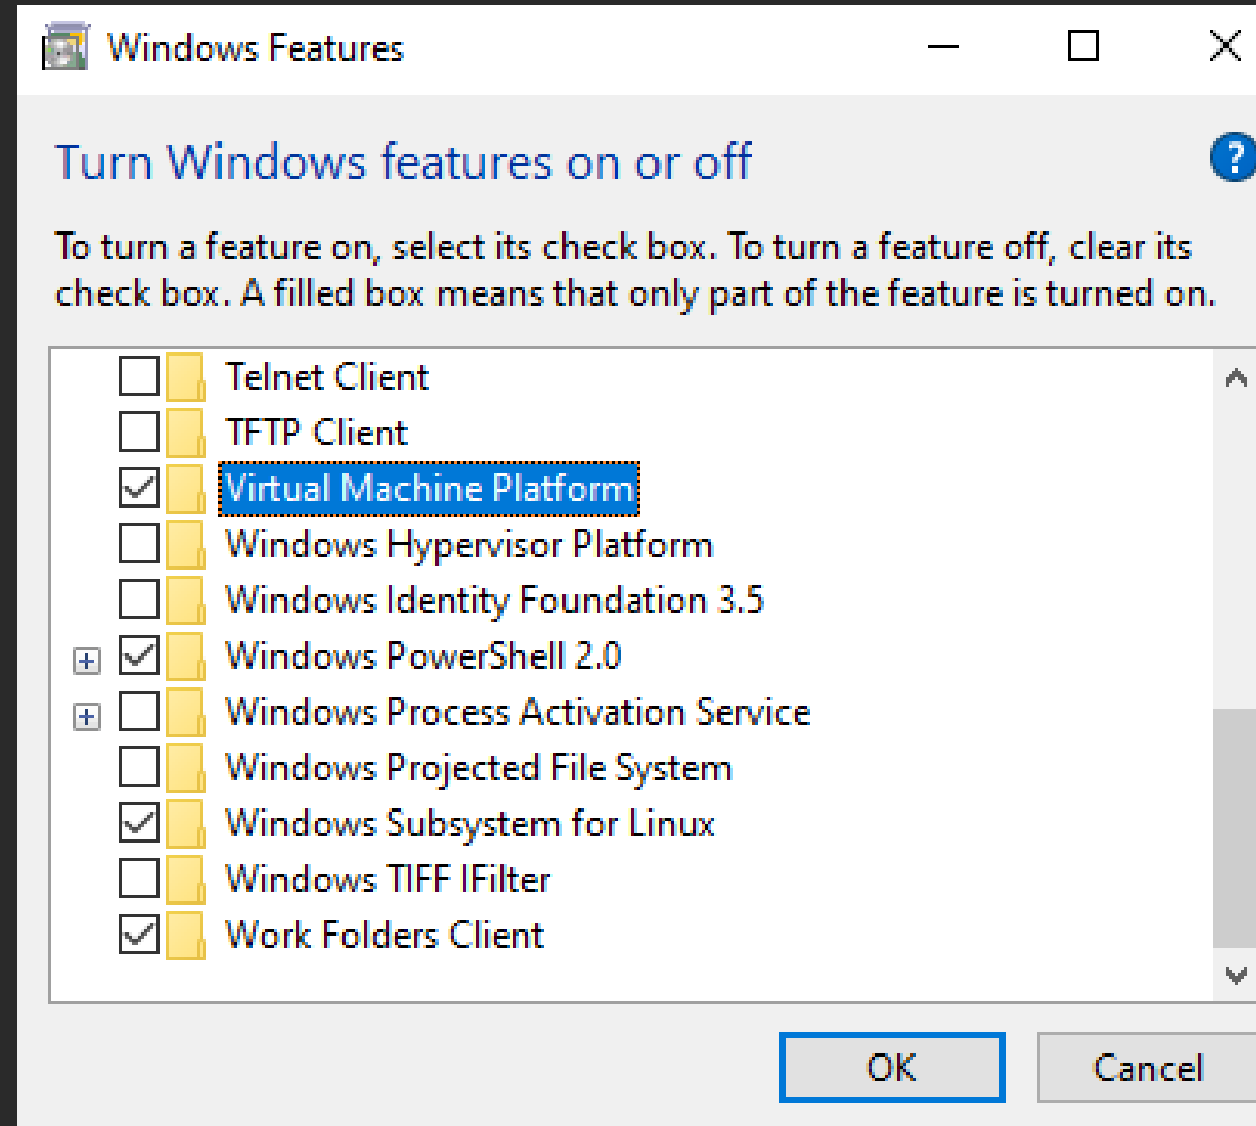 Windows Features
Turn Windows features on or off
?
To turn a feature on, select its check box. To turn a feature off, clear its
check box. A filled box means that only part of the feature is turned on.
Telnet Client
TFTP Client
Virtual Machine Platform
Windows Hypervisor Platform
Windows Identity Foundation 3.5
Windows PowerShell 2.0
Windows Process Activation Service
Windows Projected File System
Windows Subsystem for Linux
Windows TIFF IFilter
Work Folders Client
OK Cancel